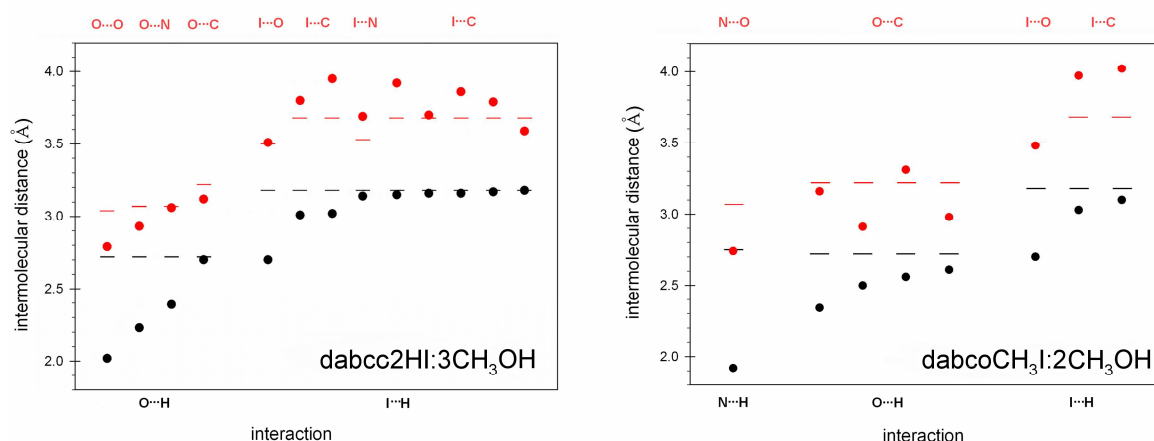 O···O O···N O···C I···O I···C I···N I···C
4.0
3.5
3.0
2.5
2.0
intermolecular distance (Å)
dabcc2HI:3CH₃OH
O···H I···H
interaction
N···O O···C I···O I···C
4.0
3.5
3.0
2.5
2.0
intermolecular distance (Å)
dabcoCH₃I:2CH₃OH
N···H O···H I···H
interaction